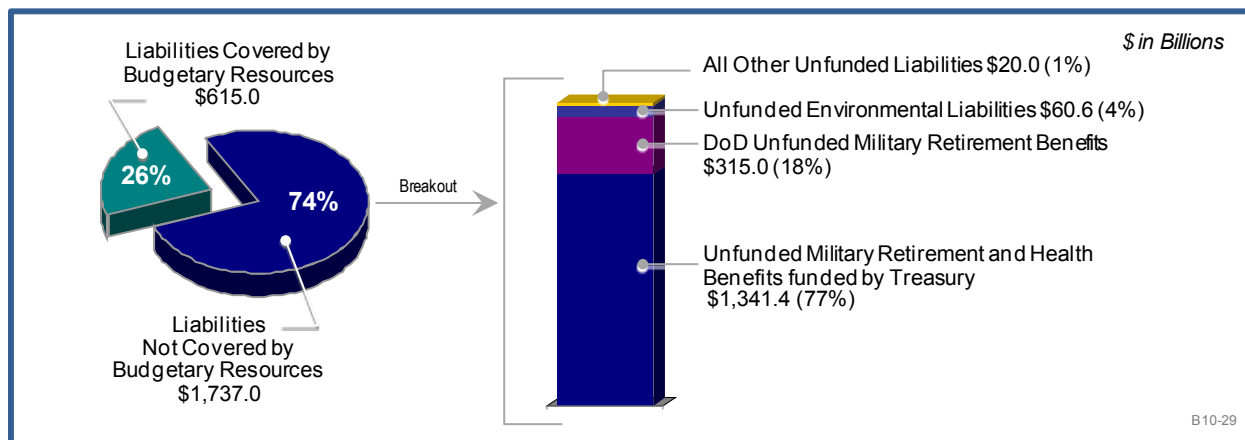 $ in Billions
Liabilities Covered by
Budgetary Resources
$615.0
26%
74%
Liabilities
Not Covered by
Budgetary Resources
$1,737.0
Breakout
All Other Unfunded Liabilities $20.0 (1%)
Unfunded Environmental Liabilities $60.6 (4%)
DoD Unfunded Military Retirement Benefits
$315.0 (18%)
Unfunded Military Retirement and Health
Benefits funded by Treasury
$1,341.4 (77%)
B10-29